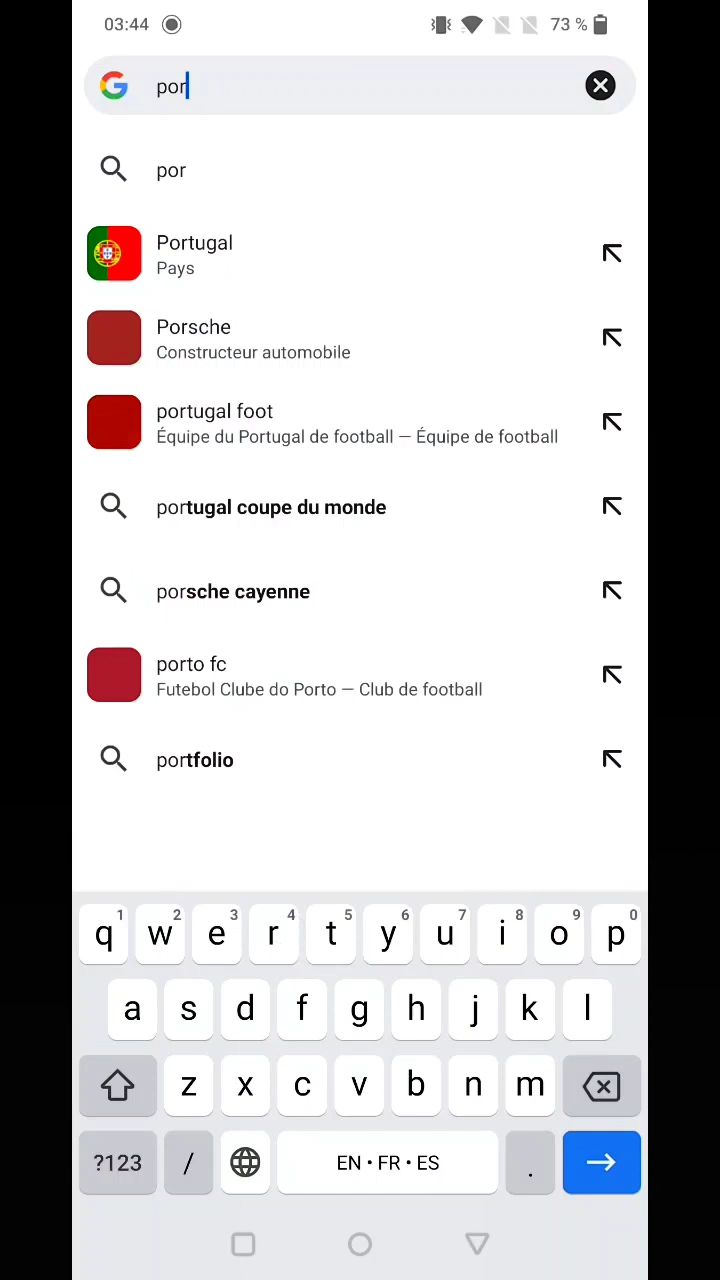 03:44 73 %
por
por
Portugal
Pays
Porsche
Constructeur automobile
portugal foot
Équipe du Portugal de football — Équipe de football
portugal coupe du monde
porsche cayenne
porto fc
Futebol Clube do Porto — Club de football
portfolio
1 2 3 4 5 6 7 8 9 0
q w e r t y u i o p
a s d f g h j k l
z x c v b n m
?123 / EN • FR • ES .